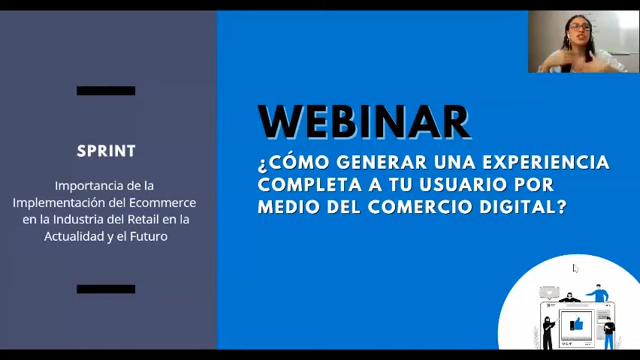 SPRINT
Importancia de la
Implementación del Ecommerce
en la Industria del Retail en la
Actualidad y el Futuro
WEBINAR
¿CÓMO GENERAR UNA EXPERIENCIA
COMPLETA A TU USUARIO POR
MEDIO DEL COMERCIO DIGITAL?